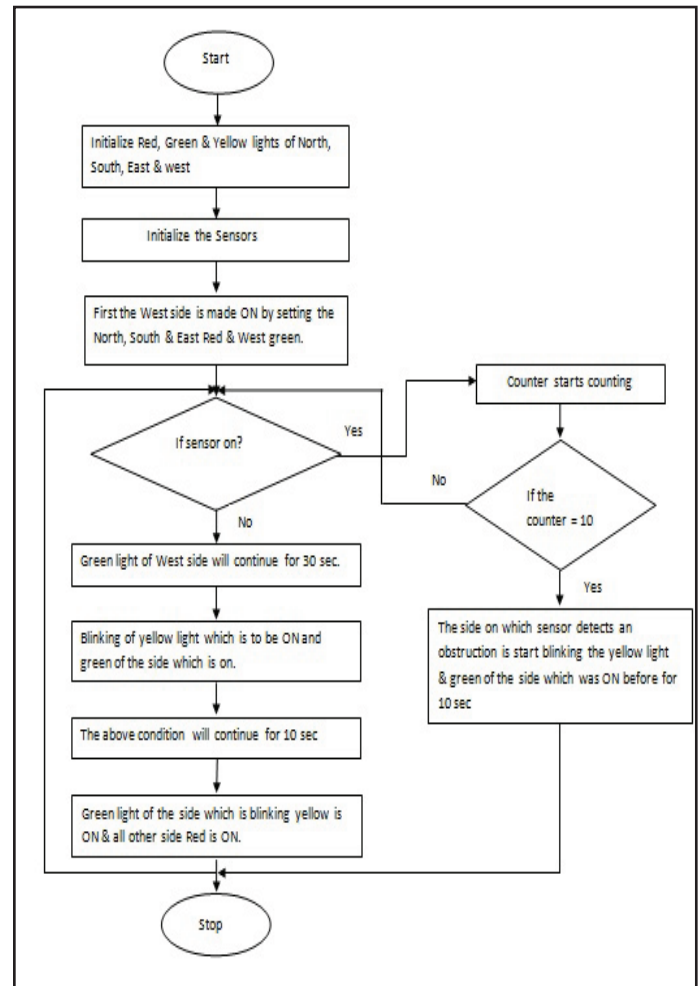 Start
Initialize Red, Green & Yellow lights of North,
South, East & west
Initialize the Sensors
First the West side is made ON by setting the
North, South & East Red & West green.
If sensor on?
Yes
No
Counter starts counting
If the
counter = 10
No
Yes
Green light of West side will continue for 30 sec.
Blinking of yellow light which is to be ON and
green of the side which is on.
The above condition will continue for 10 sec
Green light of the side which is blinking yellow is
ON & all other side Red is ON.
The side on which sensor detects an
obstruction is start blinking the yellow light
& green of the side which was ON before for
10 sec
Stop